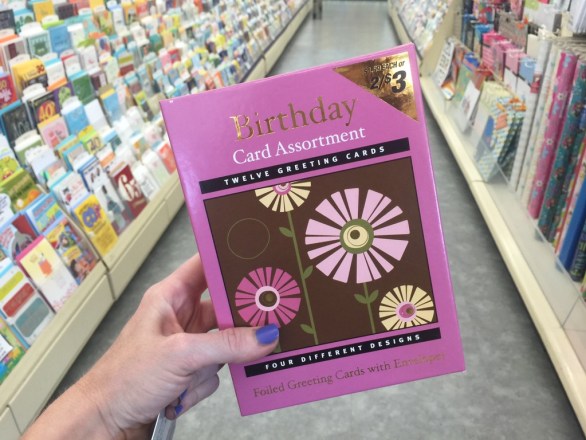 2/$3
Birthday
Card Assortment
TWELVE GREETING CARDS
FOUR DIFFERENT DESIGNS
Foiled Greeting Cards with Envelopes